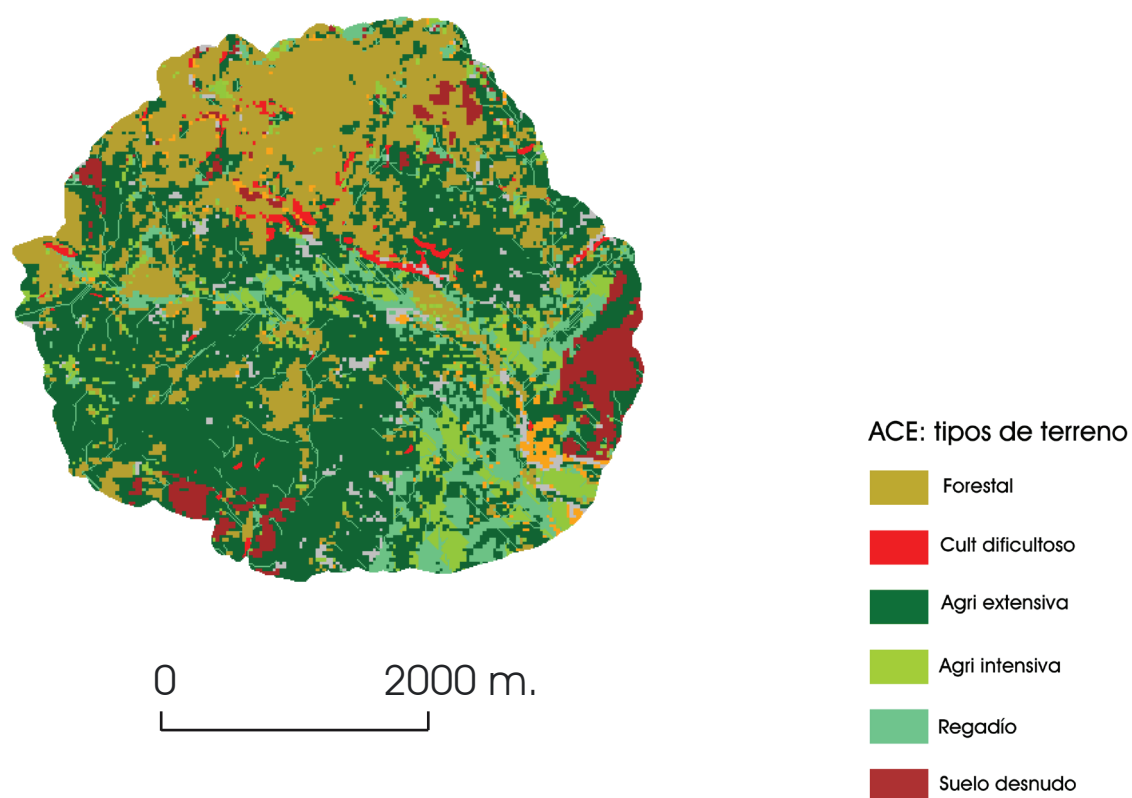 ACE: tipos de terreno
Forestal
Cult dificultoso
Agri extensiva
Agri intensiva
Regadío
Suelo desnudo
0 2000 m.